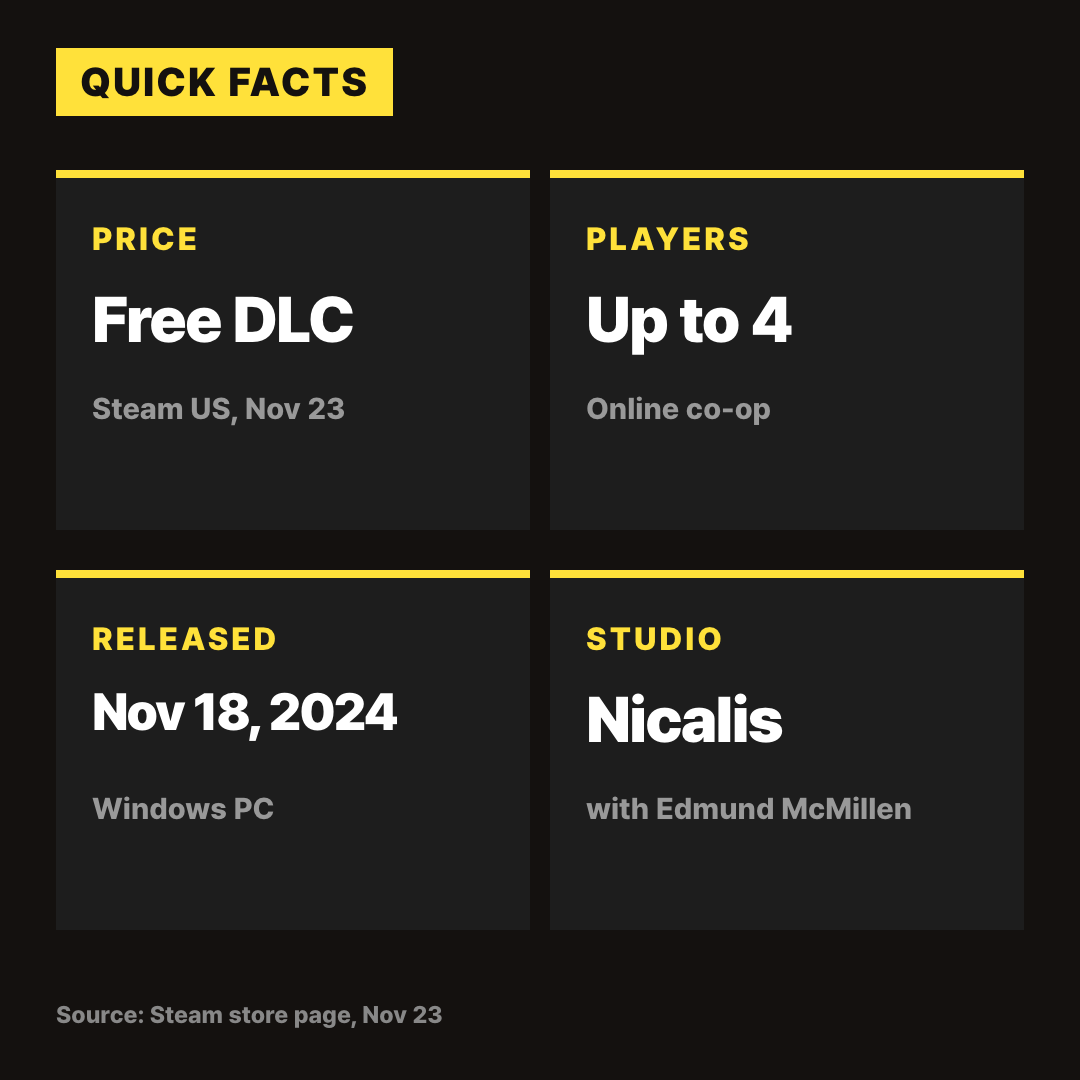 QUICK FACTS
PRICE
Free DLC
Steam US, Nov 23
PLAYERS
Up to 4
Online co-op
RELEASED
Nov 18, 2024
Windows PC
STUDIO
Nicalis
with Edmund McMillen
Source: Steam store page, Nov 23